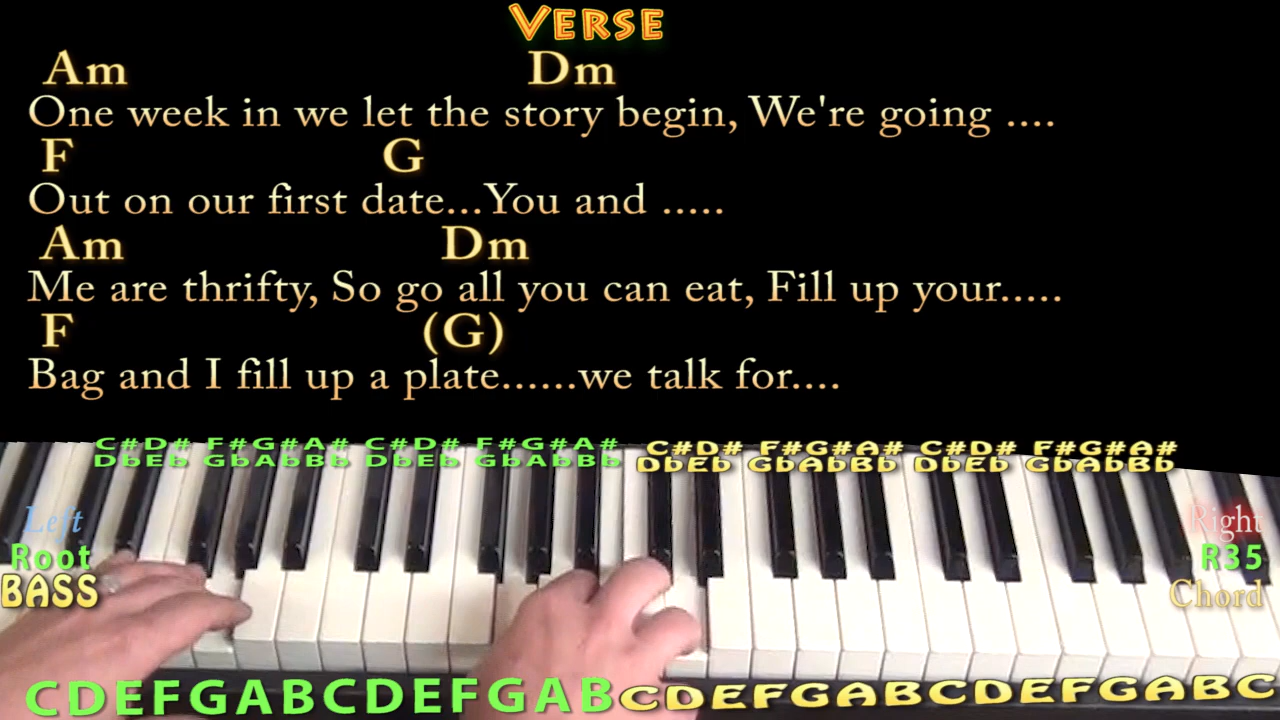 VERSE
Am Dm
One week in we let the story begin, We're going ....
F G
Out on our first date...You and .....
Am Dm
Me are thrifty, So go all you can eat, Fill up your.....
F (G)
Bag and I fill up a plate......we talk for....
C#D# F#G#A# C#D# F#G#A# C#D# F#G#A# C#D# F#G#A#
DbEb GbAbBb DbEb GbAbBb DbEb GbAbBb DbEb GbAbBb
Left Right
Root R35
BASS Chord
CDEFGABCDEFGABCDEFGABCDEFGABC